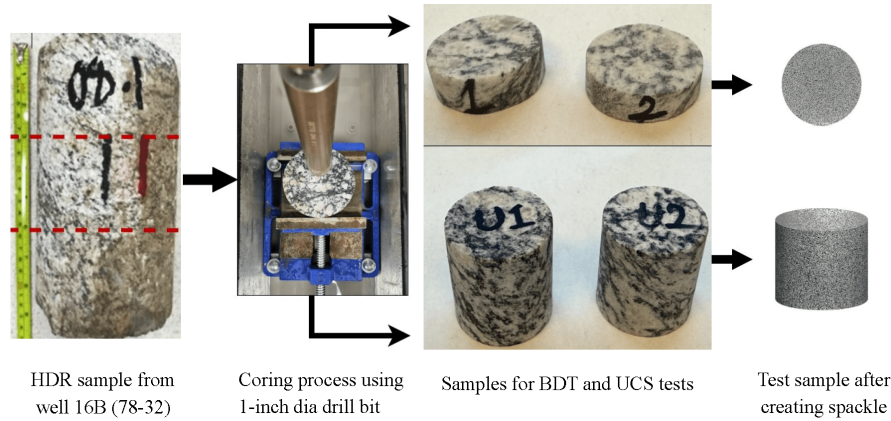 OD·1
1
1
1
2
U1
U2
HDR sample from
well 16B (78-32)
Coring process using
1-inch dia drill bit
Samples for BDT and UCS tests
Test sample after
creating spackle